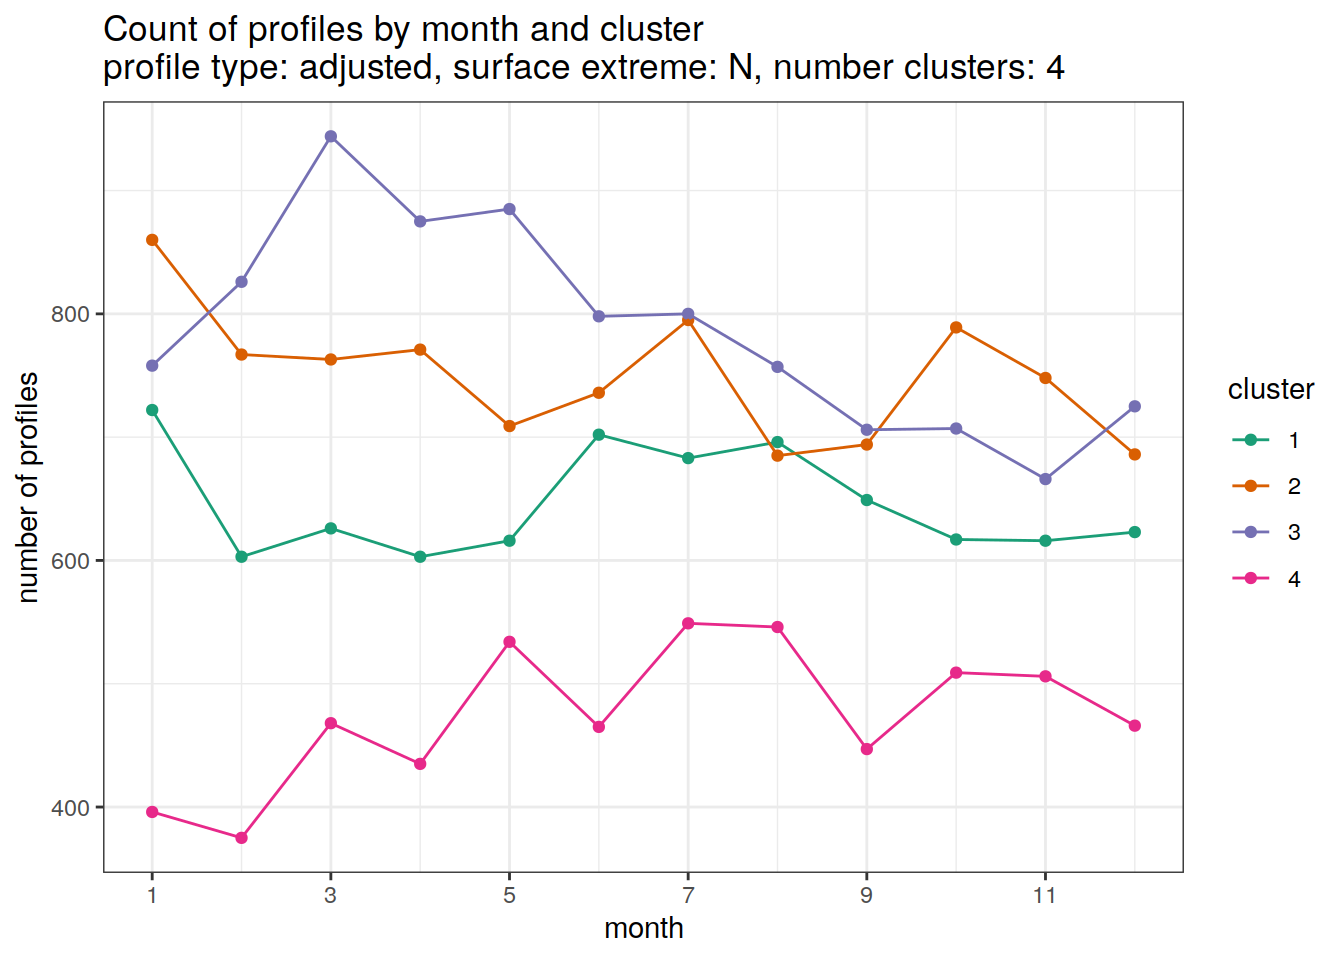 Count of profiles by month and cluster
profile type: adjusted, surface extreme: N, number clusters: 4
number of profiles
800
600
400
1 3 5 7 9 11
month
cluster
1
2
3
4